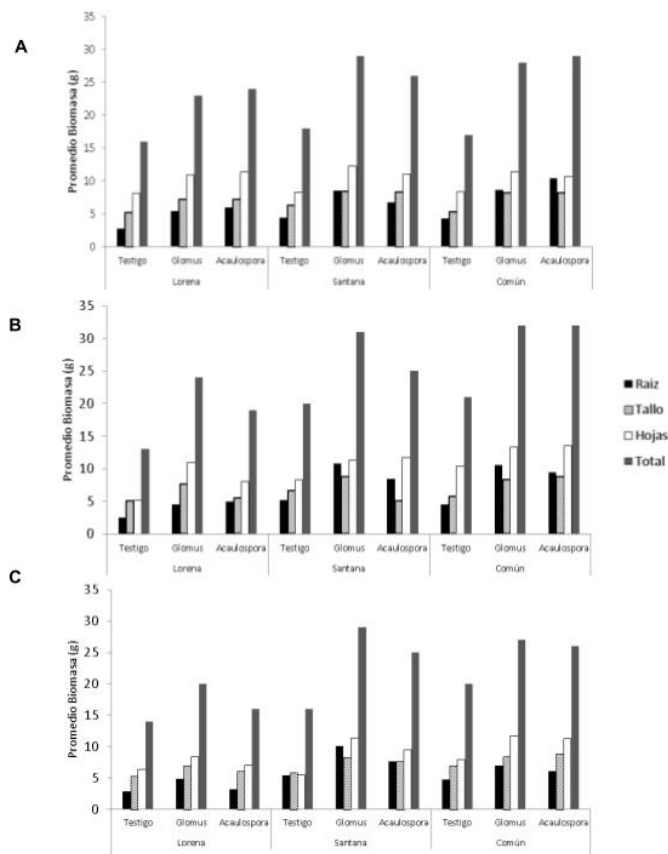 A
Promedio Biomasa (g)
35
30
25
20
15
10
5
0
Testigo Glomus Acaulospora Testigo Glomus Acaulospora Testigo Glomus Acaulospora
Lorena Santana Común
B
Promedio Biomasa (g)
35
30
25
20
15
10
5
0
Testigo Glomus Acaulospora Testigo Glomus Acaulospora Testigo Glomus Acaulospora
Lorena Santana Común
Raiz
Tallo
Hojas
Total
C
Promedio Biomasa (g)
35
30
25
20
15
10
5
0
Testigo Glomus Acaulospora Testigo Glomus Acaulospora Testigo Glomus Acaulospora
Lorena Santana Común